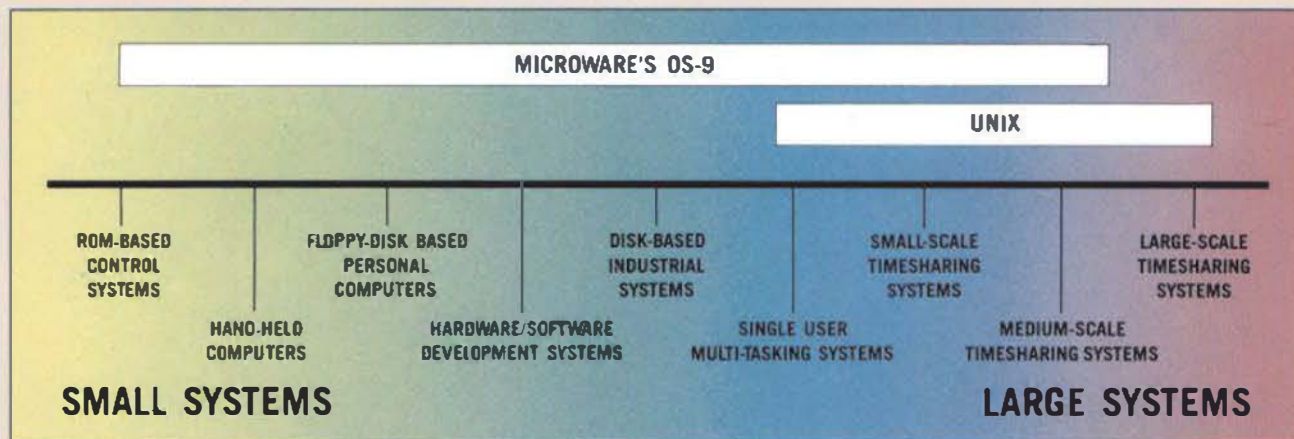 MICROWARE'S OS-9
UNIX
ROM-BASED
CONTROL
SYSTEMS
HAND-HELD
COMPUTERS
FLOPPY-DISK BASED
PERSONAL
COMPUTERS
HARDWARE/SOFTWARE
DEVELOPMENT SYSTEMS
DISK-BASED
INDUSTRIAL
SYSTEMS
SINGLE USER
MULTI-TASKING SYSTEMS
SMALL-SCALE
TIMESHARING
SYSTEMS
MEDIUM-SCALE
TIMESHARING SYSTEMS
LARGE-SCALE
TIMESHARING
SYSTEMS
SMALL SYSTEMS
LARGE SYSTEMS